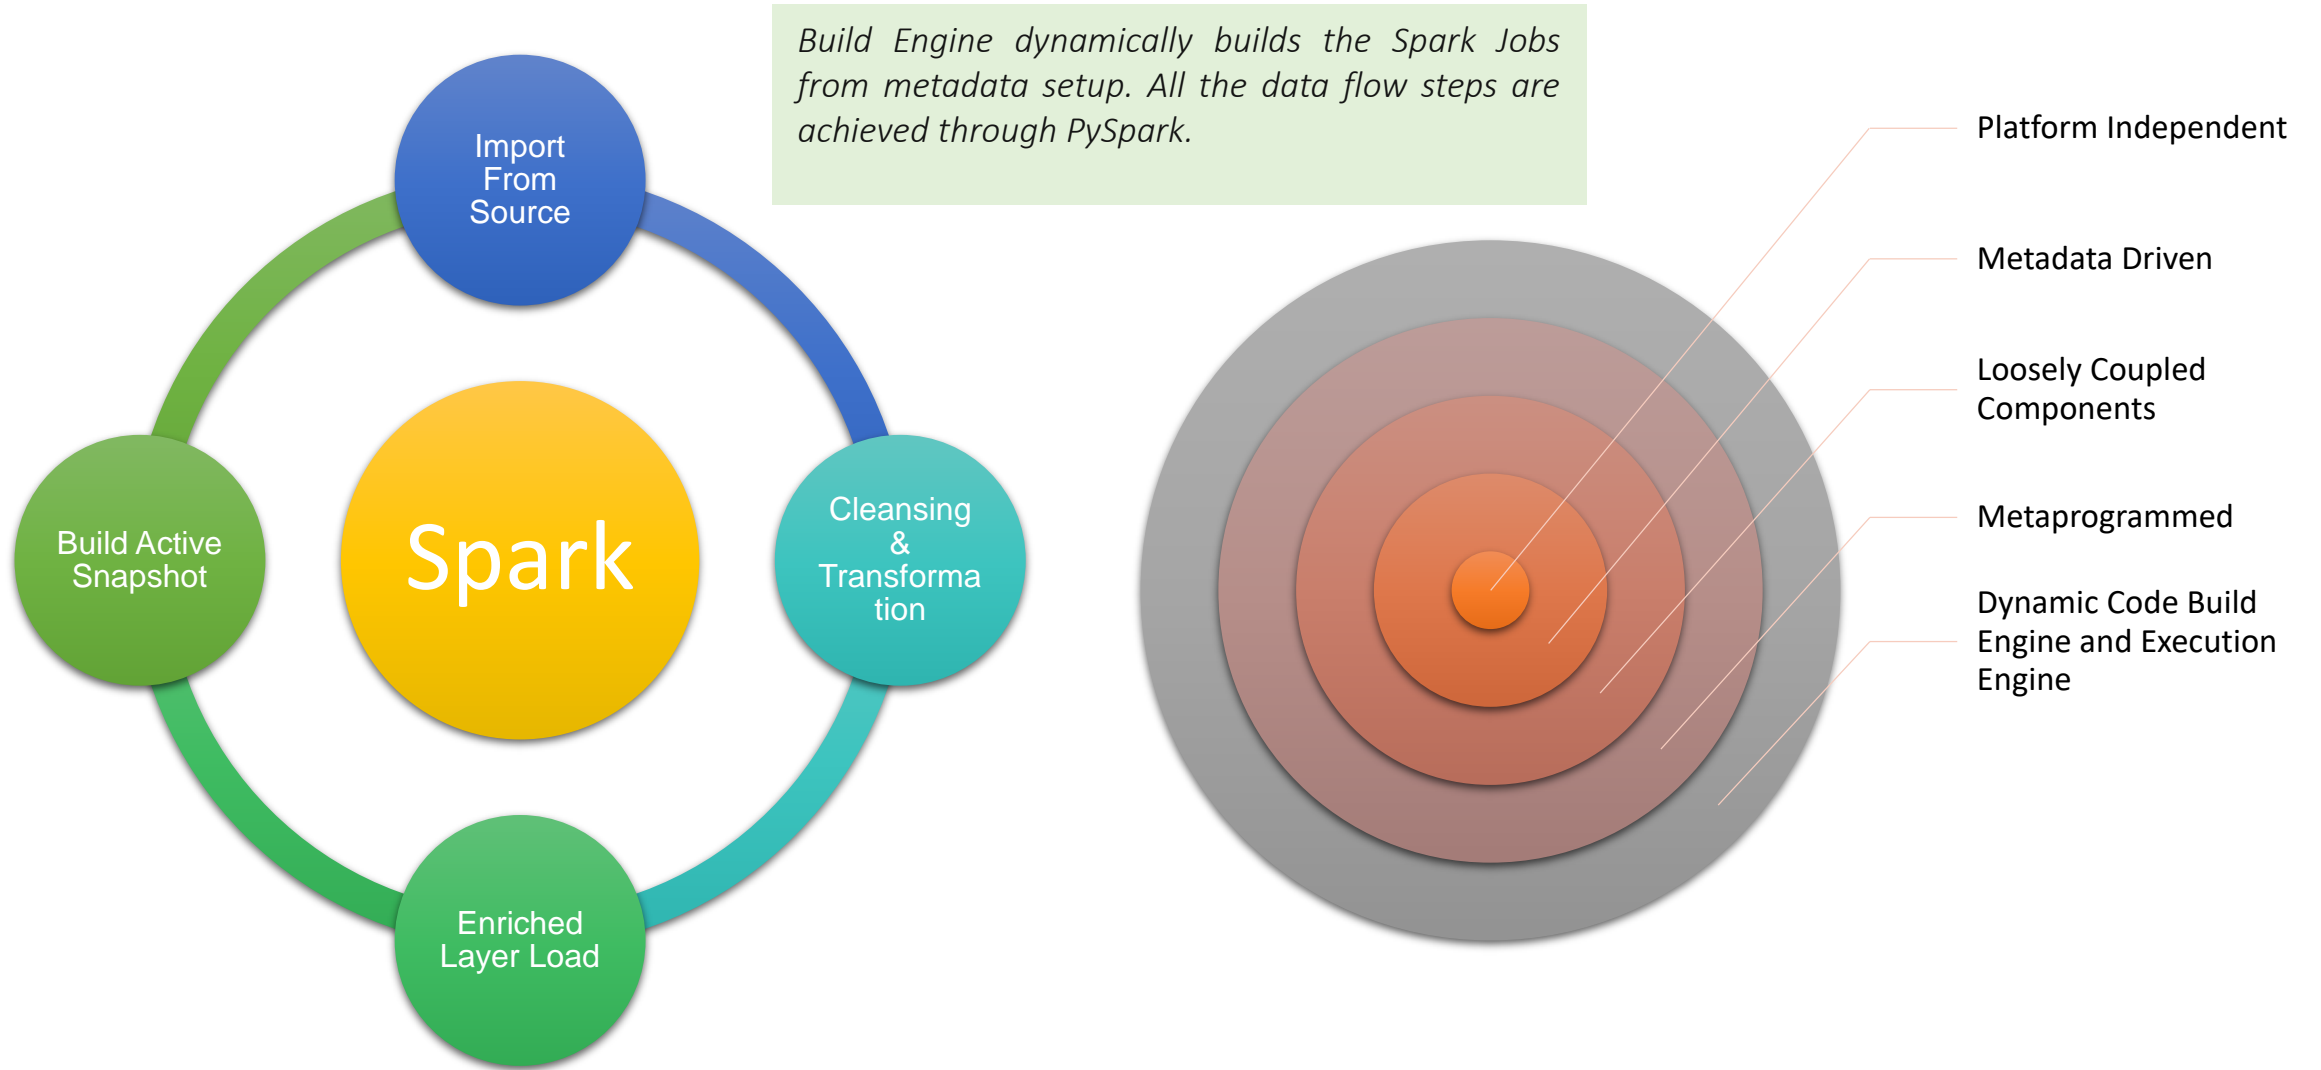 Build Engine dynamically builds the Spark Jobs
from metadata setup. All the data flow steps are
achieved through PySpark.
Import
From
Source
Cleansing
&
Transforma
tion
Enriched
Layer Load
Build Active
Snapshot
Spark
Platform Independent
Metadata Driven
Loosely Coupled
Components
Metaprogrammed
Dynamic Code Build
Engine and Execution
Engine